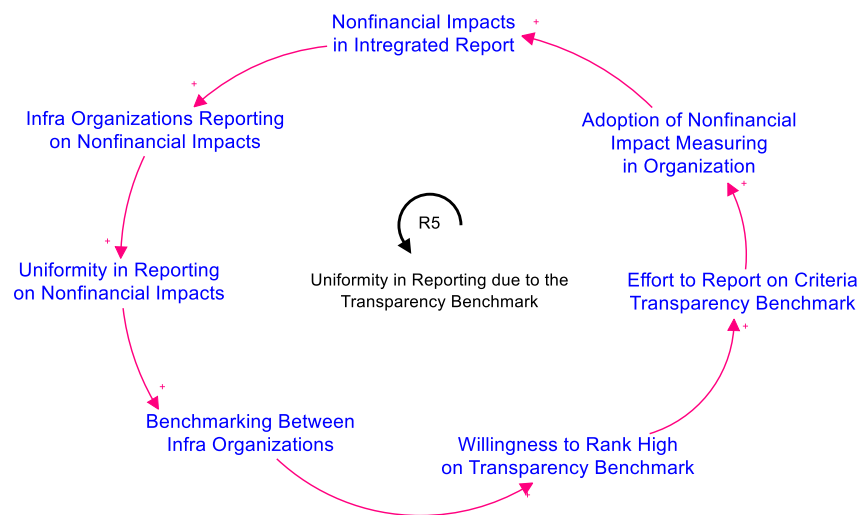 Nonfinancial Impacts
in Intregrated Report
+
+
Infra Organizations Reporting
on Nonfinancial Impacts
Adoption of Nonfinancial
Impact Measuring
in Organization
+
R5
+
Uniformity in Reporting
on Nonfinancial Impacts
Uniformity in Reporting due to the
Transparency Benchmark
Effort to Report on Criteria
Transparency Benchmark
+
+
Benchmarking Between
Infra Organizations
Willingness to Rank High
on Transparency Benchmark
+